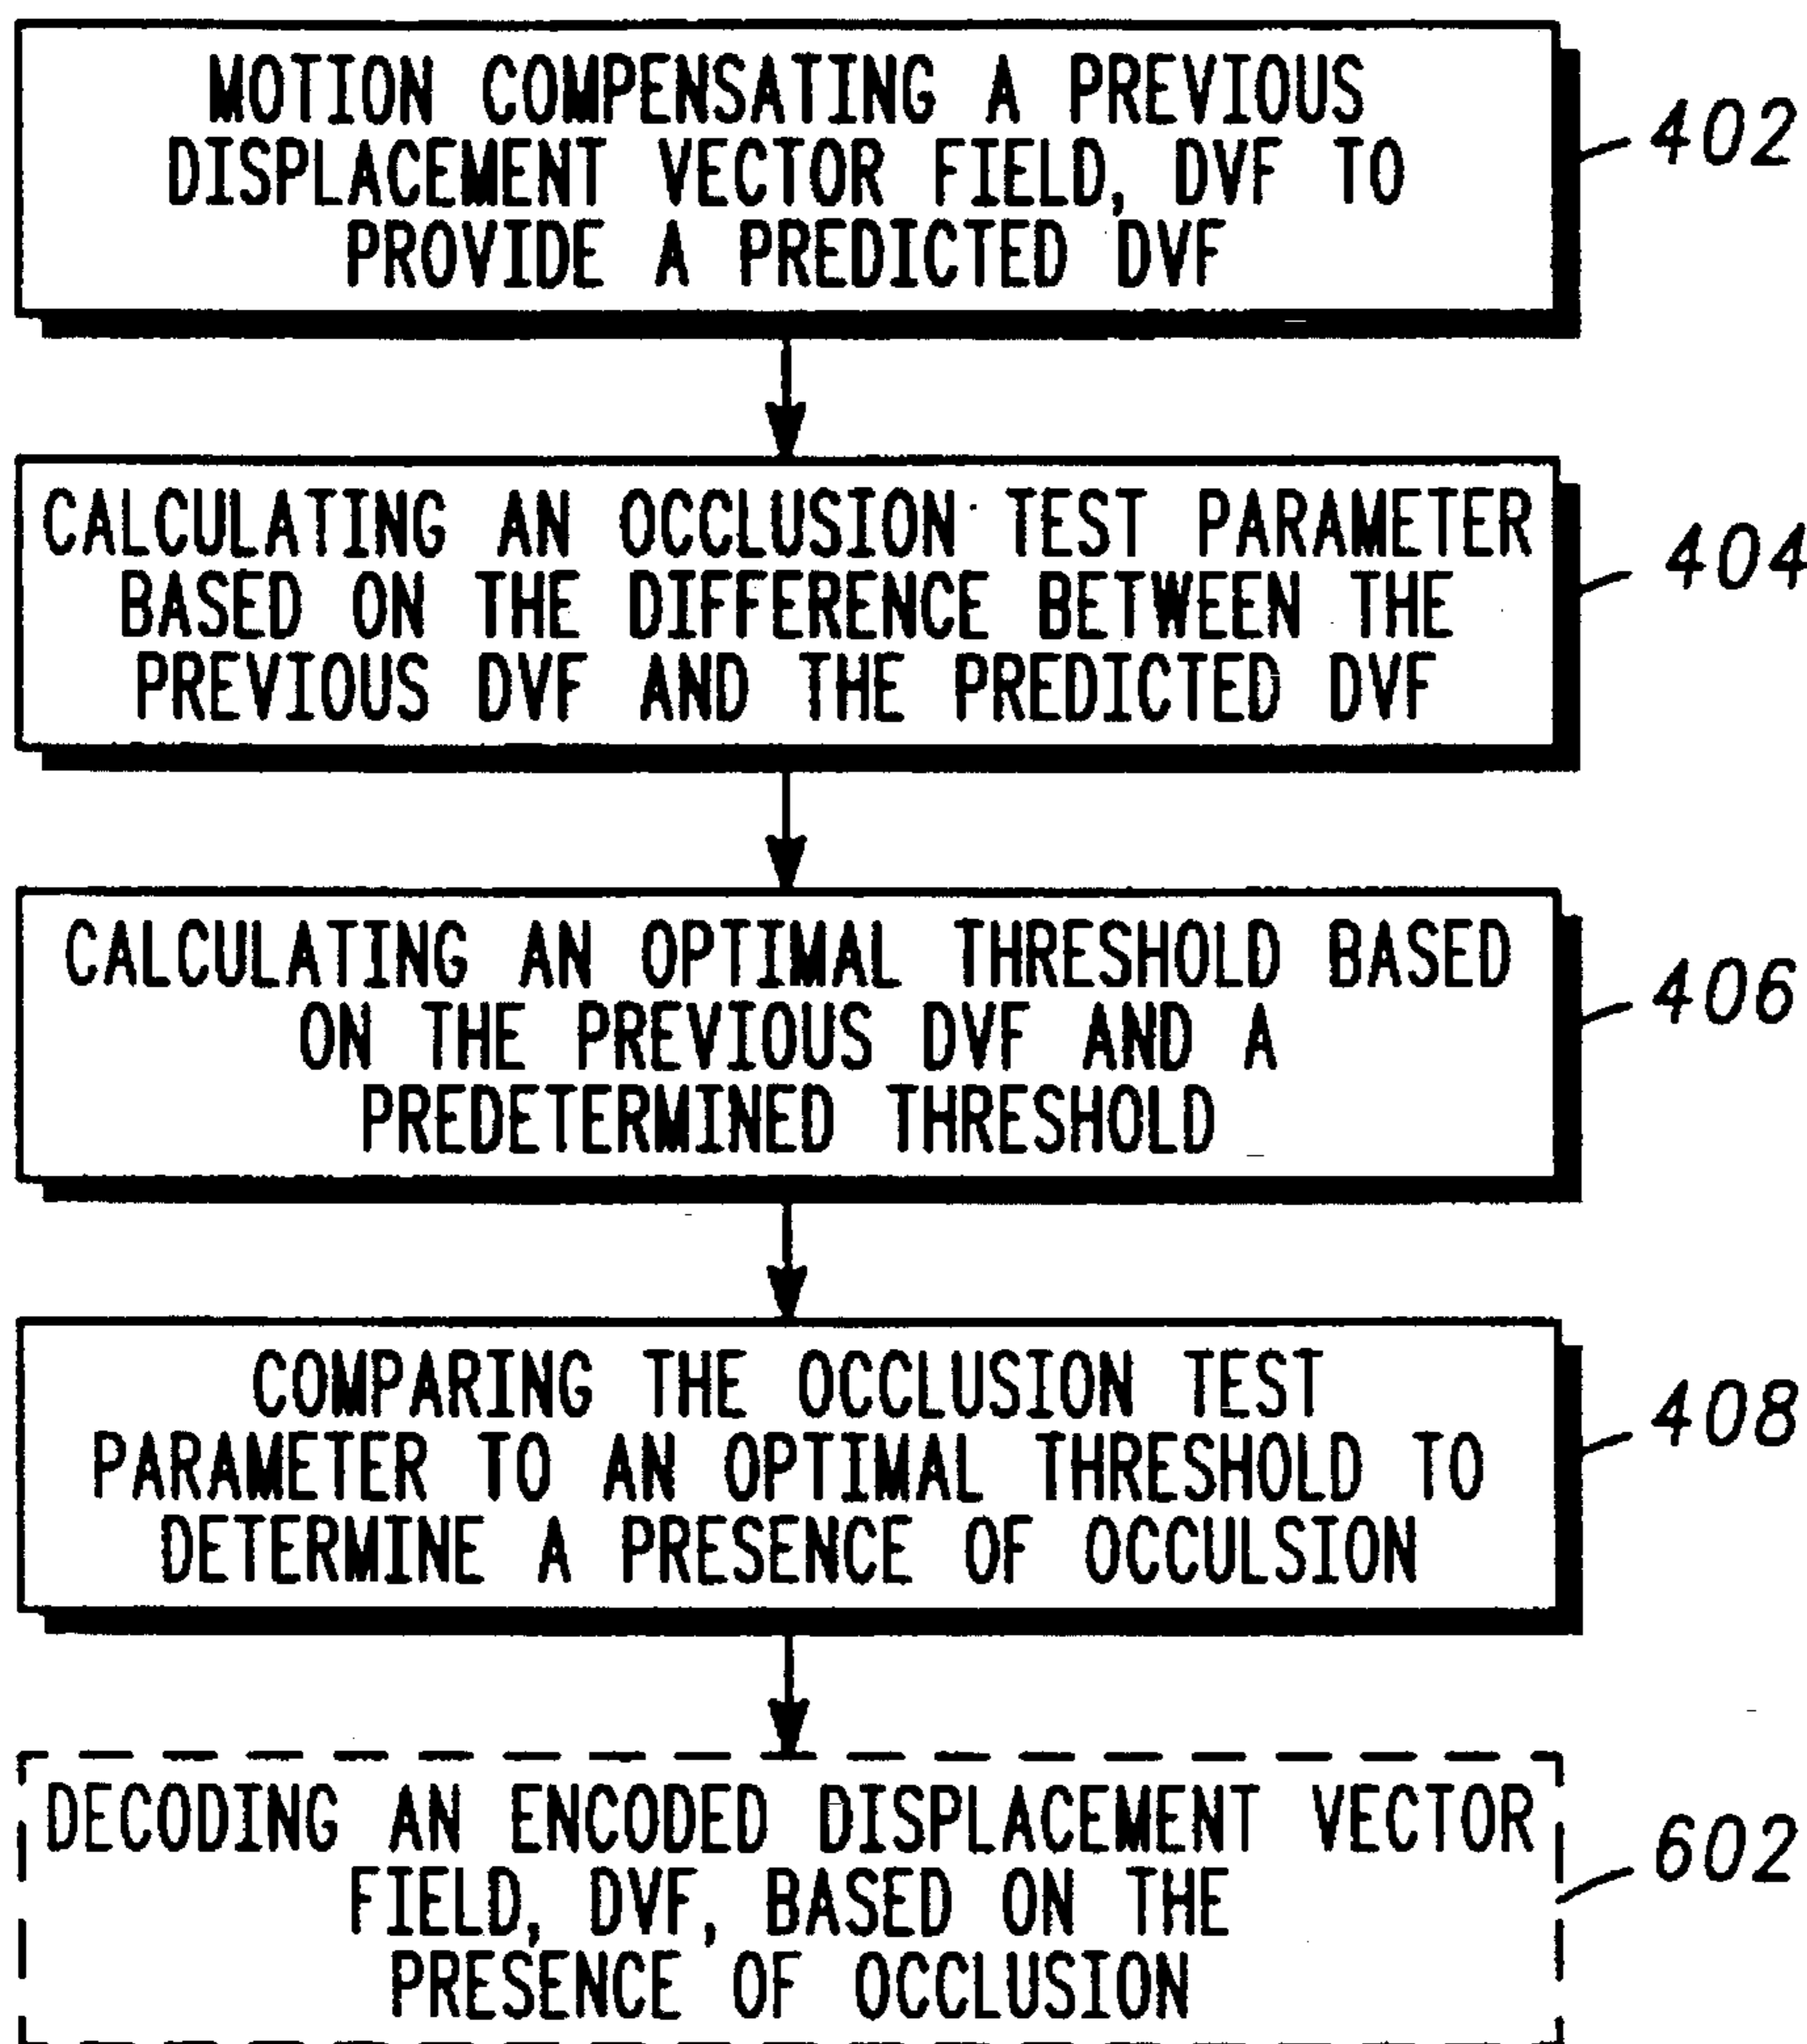 MOTION COMPENSATING A PREVIOUS
DISPLACEMENT VECTOR FIELD, DVF TO
PROVIDE A PREDICTED DVF
402
CALCULATING AN OCCLUSION TEST PARAMETER
BASED ON THE DIFFERENCE BETWEEN THE
PREVIOUS DVF AND THE PREDICTED DVF
404
CALCULATING AN OPTIMAL THRESHOLD BASED
ON THE PREVIOUS DVF AND A
PREDETERMINED THRESHOLD
406
COMPARING THE OCCLUSION TEST
PARAMETER TO AN OPTIMAL THRESHOLD TO
DETERMINE A PRESENCE OF OCCULSION
408
DECODING AN ENCODED DISPLACEMENT VECTOR
FIELD, DVF, BASED ON THE
PRESENCE OF OCCLUSION
602